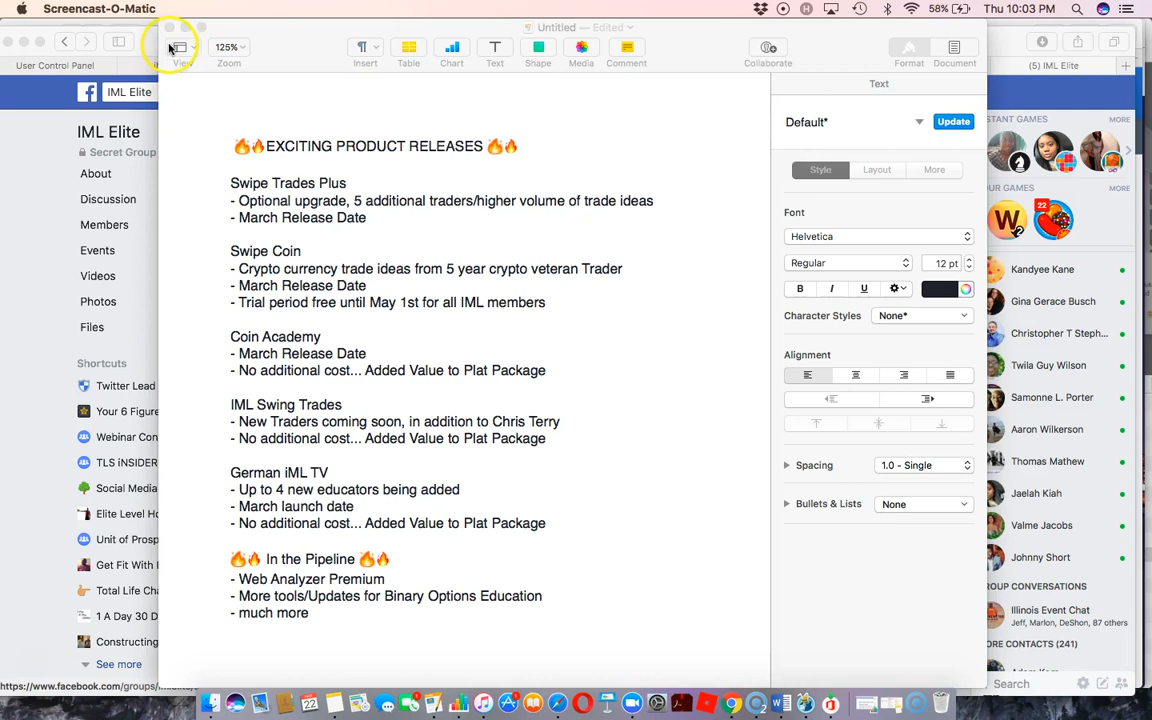 Screencast-O-Matic
58%
Thu 10:03 PM
Untitled — Edited
125%
View
Zoom
Insert
Table
Chart
Text
Shape
Media
Comment
Collaborate
Format
Document
User Control Panel
(5) IML Elite
IML Elite
IML Elite
Secret Group
About
Discussion
Members
Events
Videos
Photos
Files
Shortcuts
Twitter Lead
Your 6 Figure
Webinar Con
TLS iNSIDER
Social Media
Elite Level Ho
Unit of Prosp
Get Fit With I
Total Life Cha
1 A Day 30 D
Constructing
See more
🔥🔥EXCITING PRODUCT RELEASES 🔥🔥
Swipe Trades Plus
- Optional upgrade, 5 additional traders/higher volume of trade ideas
- March Release Date
Swipe Coin
- Crypto currency trade ideas from 5 year crypto veteran Trader
- March Release Date
- Trial period free until May 1st for all IML members
Coin Academy
- March Release Date
- No additional cost... Added Value to Plat Package
IML Swing Trades
- New Traders coming soon, in addition to Chris Terry
- No additional cost... Added Value to Plat Package
German iML TV
- Up to 4 new educators being added
- March launch date
- No additional cost... Added Value to Plat Package
🔥🔥 In the Pipeline 🔥🔥
- Web Analyzer Premium
- More tools/Updates for Binary Options Education
- much more
Text
Default*
Update
Style
Layout
More
Font
Helvetica
Regular
12 pt
B
I
U
Character Styles
None*
Alignment
Spacing
1.0 - Single
Bullets & Lists
None
STANT GAMES
MORE
OUR GAMES
MORE
22
Kandyee Kane
Gina Gerace Busch
Christopher T Steph...
Twila Guy Wilson
Samonne L. Porter
Aaron Wilkerson
Thomas Mathew
Jaelah Kiah
Valme Jacobs
Johnny Short
GROUP CONVERSATIONS
Illinois Event Chat
Jeff, Marlon, DeShon, 87 others
MORE CONTACTS (241)
Search